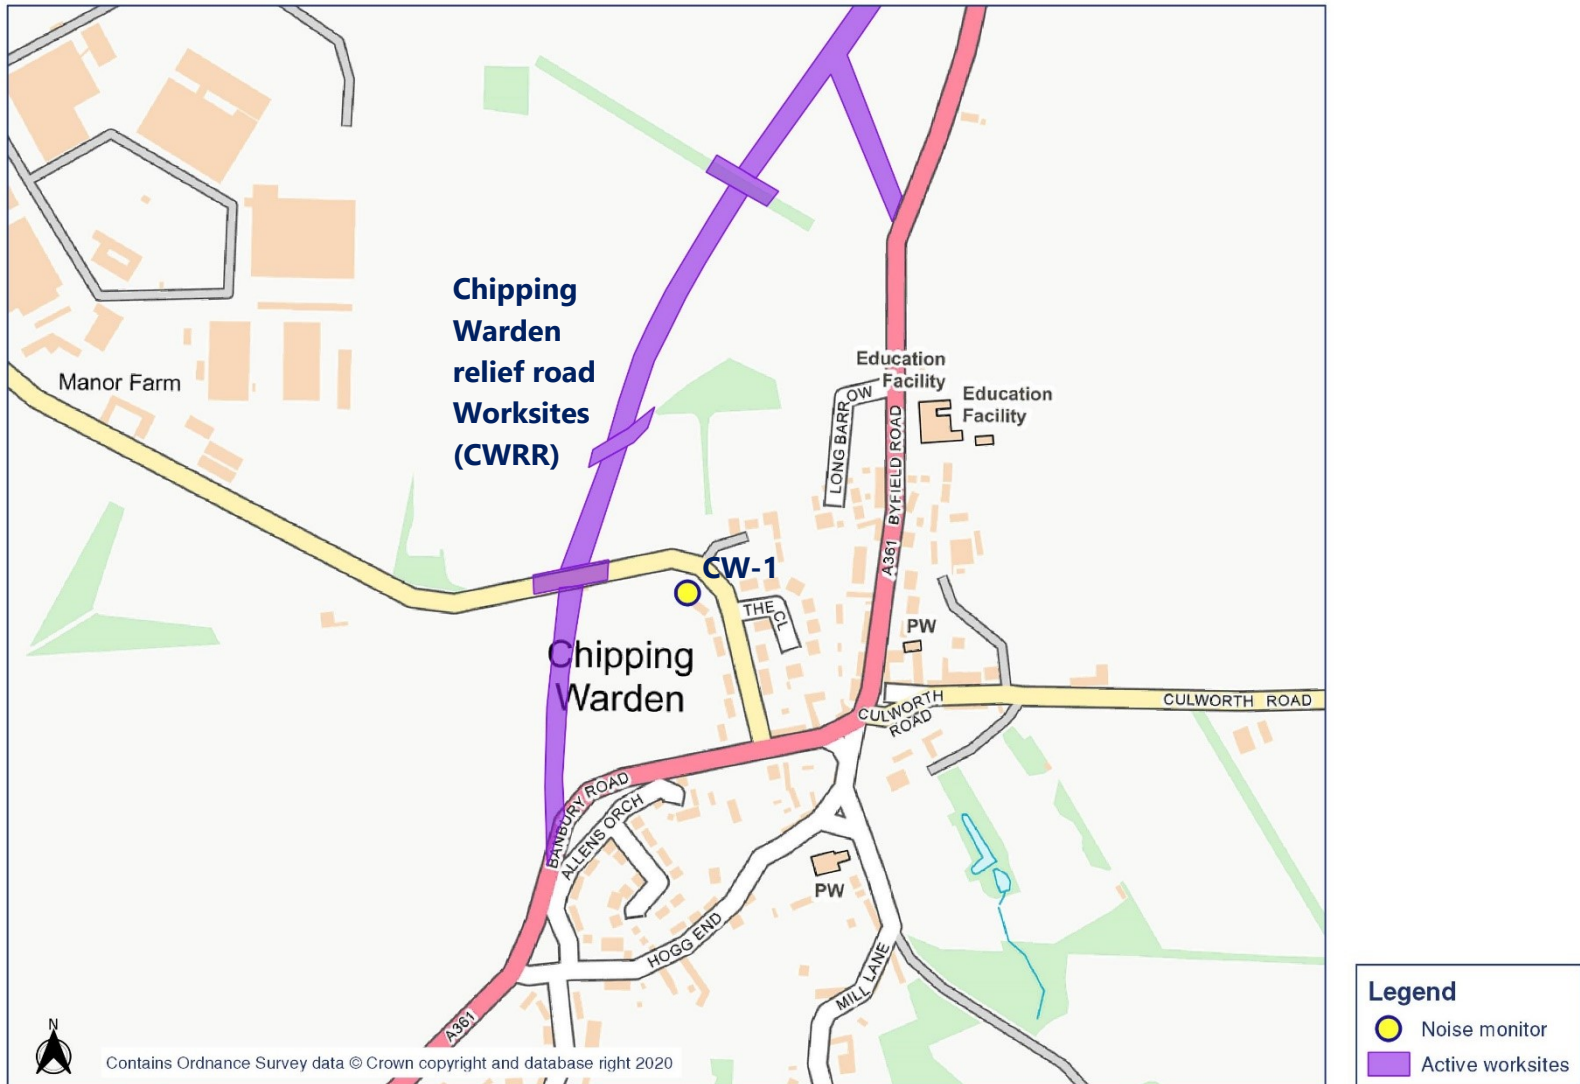 Chipping
Warden
relief road
Worksites
(CWRR)
Manor Farm
Education
Facility
Education
Facility
LONG BARROW
A361 BYFIELD ROAD
CW-1
THE CL
PW
Chipping
Warden
CULWORTH
ROAD
CULWORTH ROAD
BANBURY ROAD
ALLENS ORCH
PW
HOGG END
MILL LANE
A361
N
Contains Ordnance Survey data © Crown copyright and database right 2020
Legend
Noise monitor
Active worksites